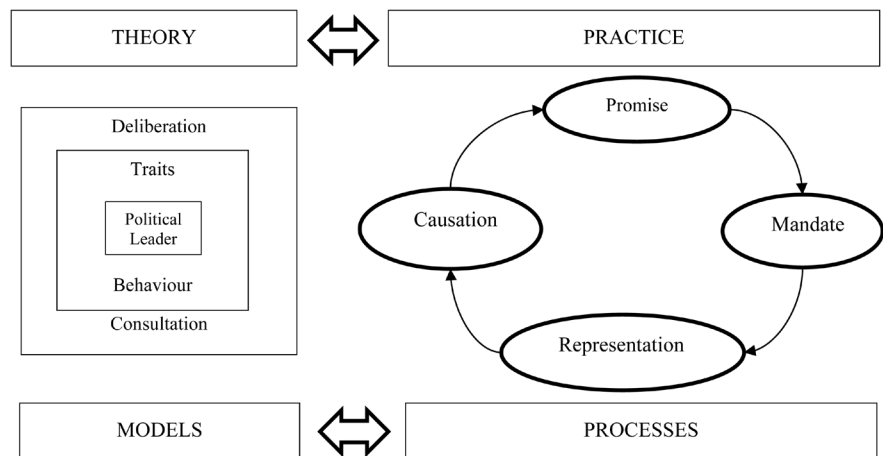 THEORY
PRACTICE
Deliberation
Traits
Political
Leader
Behaviour
Consultation
Promise
Mandate
Representation
Causation
MODELS
PROCESSES